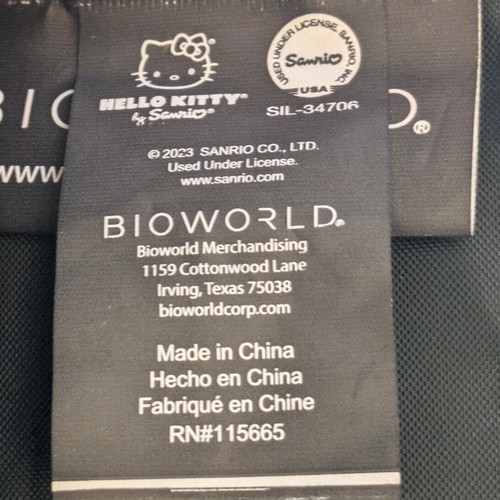 HELLO KITTY®
by Sanrio®
USED UNDER LICENSE, SANRIO, INC.
Sanrio
USA
SIL-34706
© 2023 SANRIO CO., LTD.
Used Under License.
www.sanrio.com
BIOWORLD®
Bioworld Merchandising
1159 Cottonwood Lane
Irving, Texas 75038
bioworldcorp.com
Made in China
Hecho en China
Fabriqué en Chine
RN#115665
BIO
D®
www